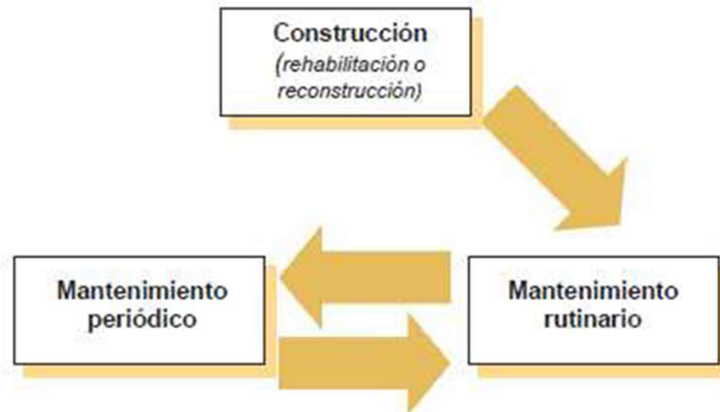 Construcción
(rehabilitación o
reconstrucción)
Mantenimiento
periódico
Mantenimiento
rutinario